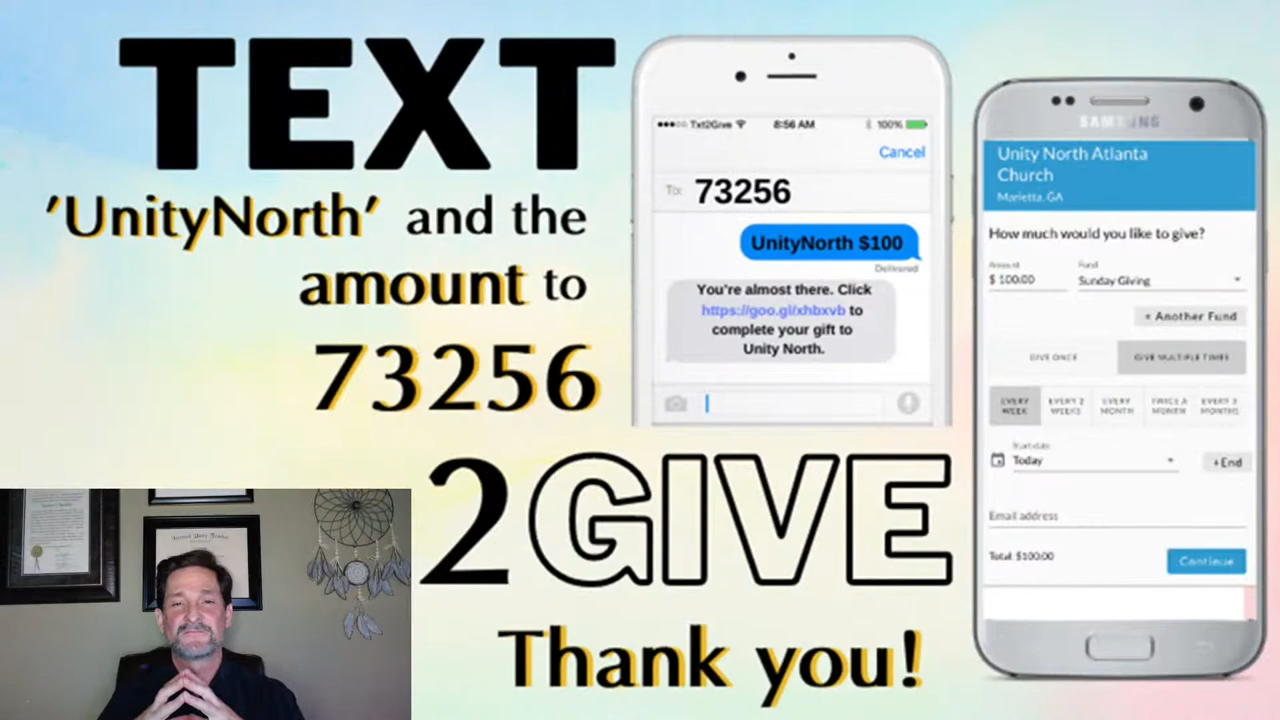 TEXT
'UnityNorth' and the
amount to
73256
2GIVE
Thank you!
Txt2Give 8:56 AM 100%
Cancel
To: 73256
UnityNorth $100
Delivered
You're almost there. Click
https://goo.gl/xhbxvb to
complete your gift to
Unity North.
SAMSUNG
Unity North Atlanta
Church
Marietta, GA
How much would you like to give?
Amount Fund
$ 100.00 Sunday Giving
+ Another Fund
GIVE ONCE GIVE MULTIPLE TIMES
EVERY WEEK EVERY 2 WEEKS EVERY MONTH TWICE A MONTH EVERY 3 MONTHS
Start date
Today +End
Email address
Total: $100.00 Continue